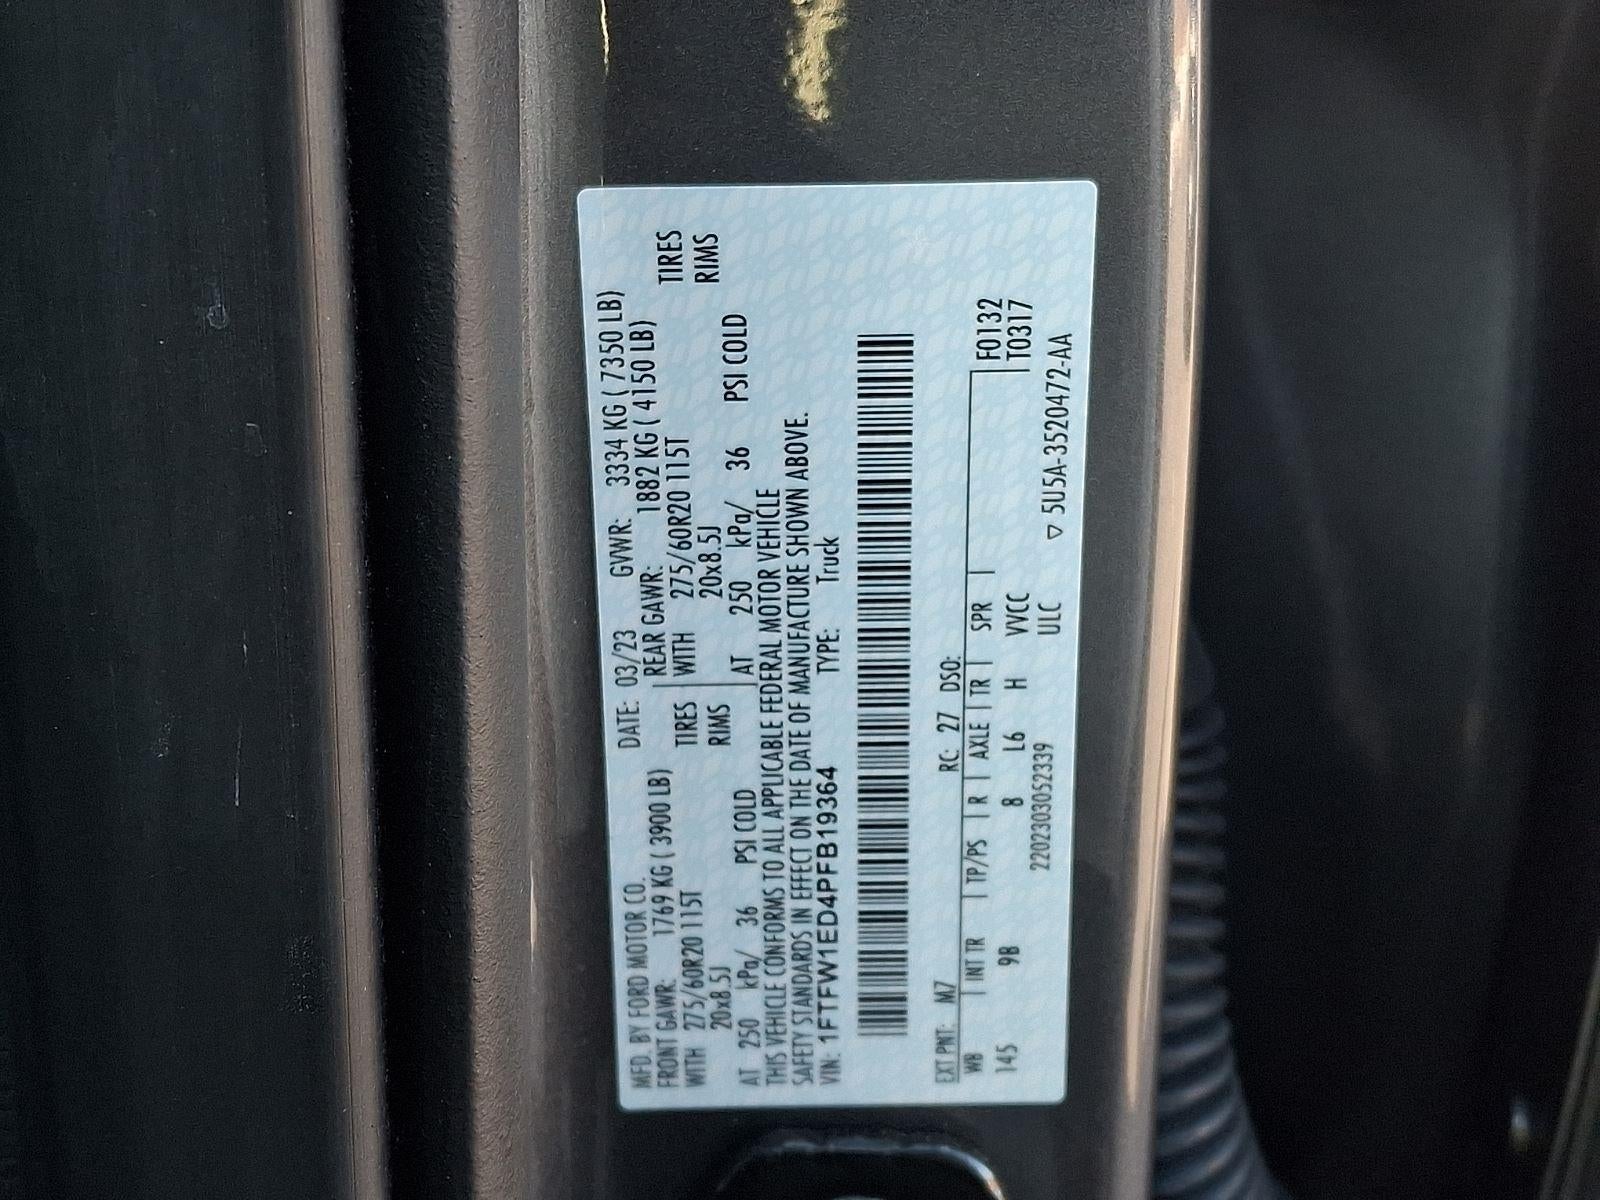 MFD. BY FORD MOTOR CO. DATE: 03/23 GVWR: 3334 KG ( 7350 LB)
FRONT GAWR: 1769 KG ( 3900 LB) REAR GAWR: 1882 KG ( 4150 LB)
WITH 275/60R20 115T TIRES WITH 275/60R20 115T TIRES
20x8.5J RIMS 20x8.5J RIMS
AT 250 kPa/ 36 PSI COLD AT 250 kPa/ 36 PSI COLD
THIS VEHICLE CONFORMS TO ALL APPLICABLE FEDERAL MOTOR VEHICLE
SAFETY STANDARDS IN EFFECT ON THE DATE OF MANUFACTURE SHOWN ABOVE.
VIN: 1FTFW1ED4PFB19364 TYPE: Truck
EXT PNT: M7 RC: 27 DSO:
WB | INT TR | TP/PS | R | AXLE | TR | SPR | F0132
145 9B 8 L6 H VVCC T0317
2202303052339 ULC ▽ 5U5A-3520472-AA